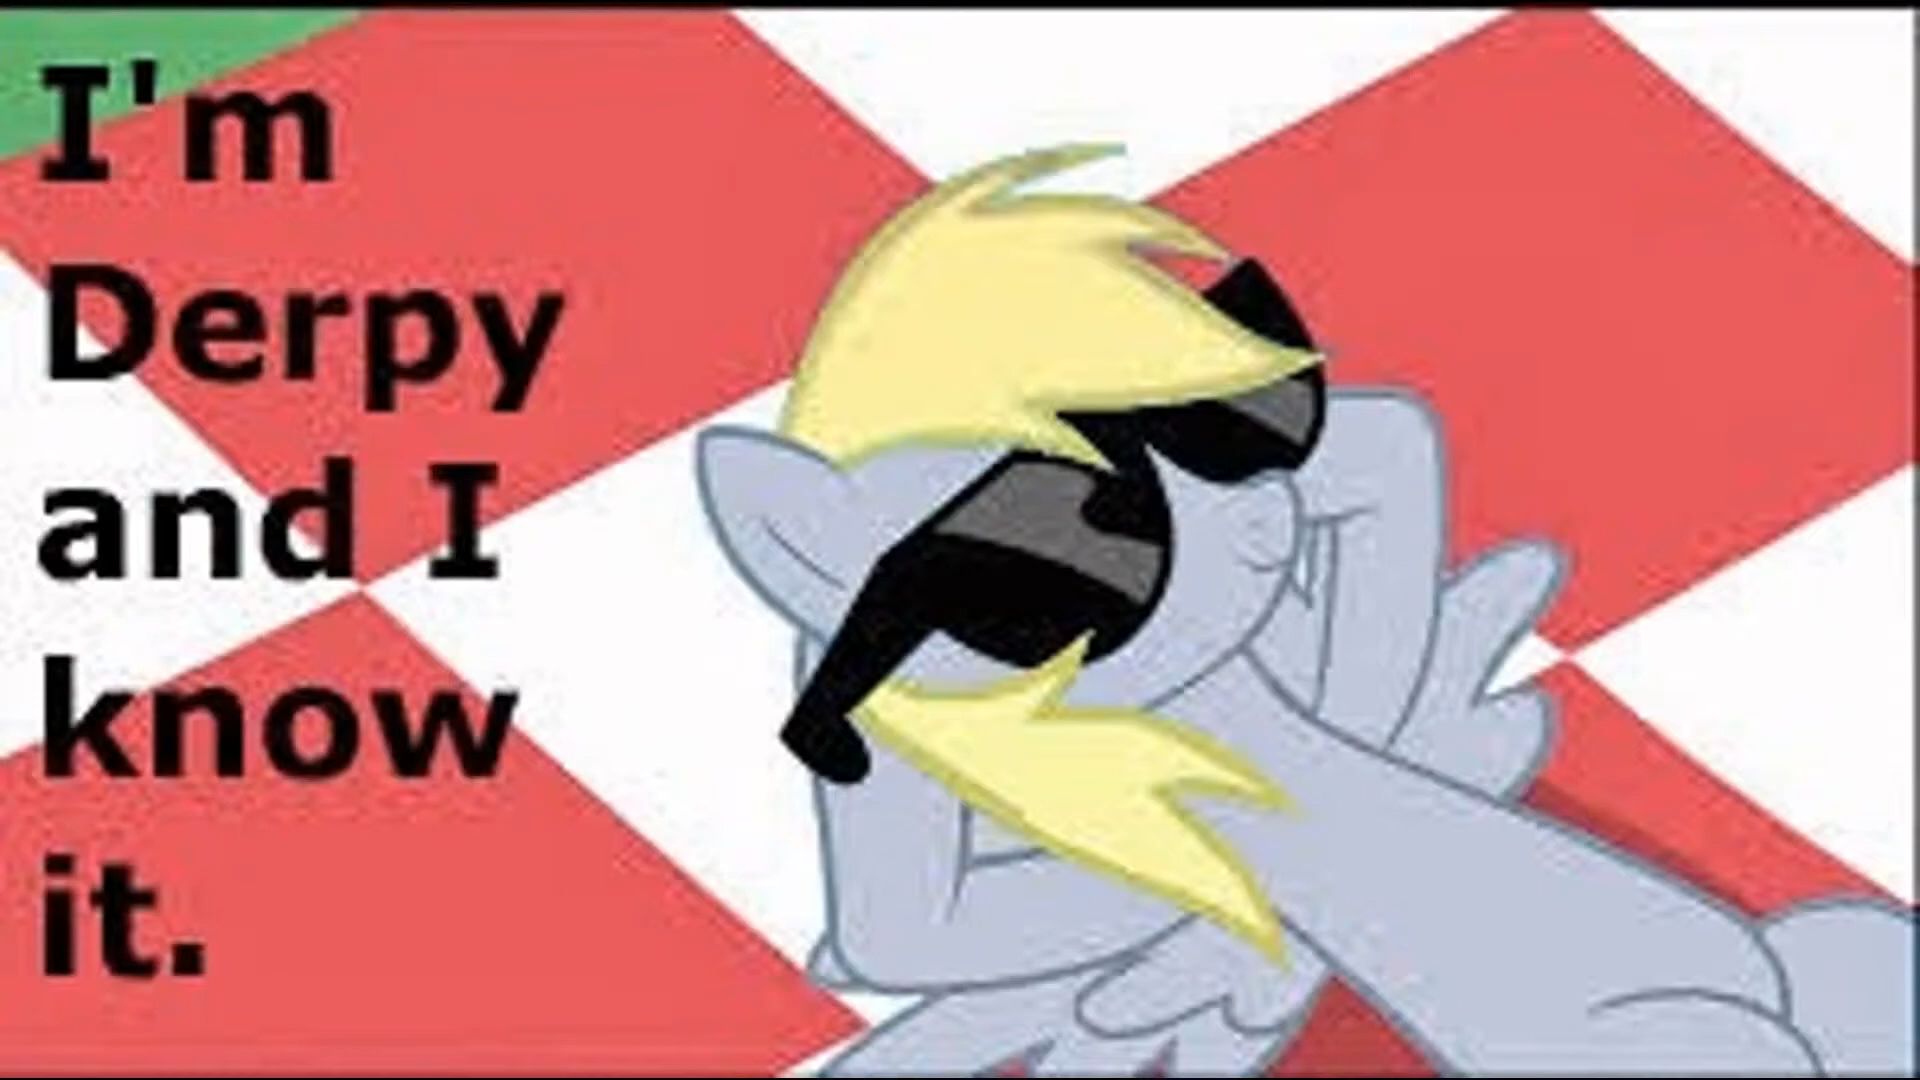 I'm
Derpy
and I
know
it.